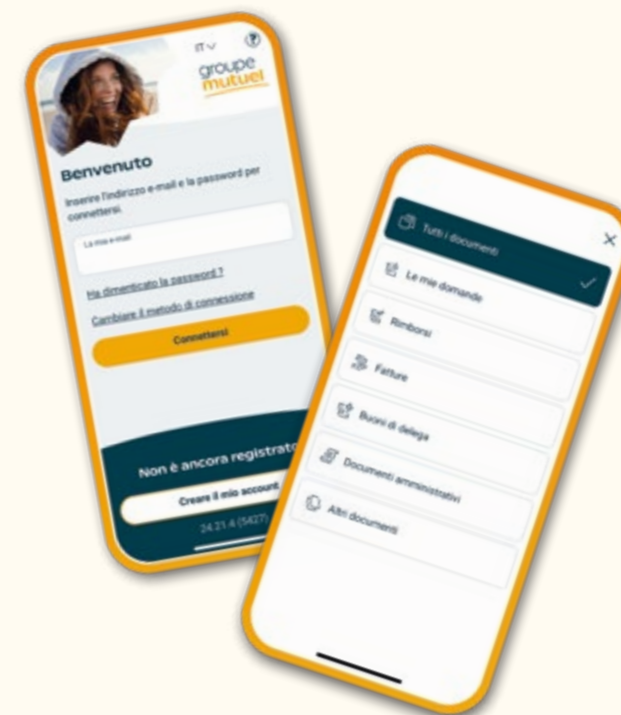 IT
groupe
mutuel
Benvenuto
Inserire l'indirizzo e-mail e la password per
connettersi.
La mia e-mail
Ha dimenticato la password ?
Cambiare il metodo di connessione
Connettersi
Non è ancora registrato
Creare il mio account
24.21.4 (5427)
Tutti i documenti
Le mie domande
Rimborsi
Fatture
Buoni di delega
Documenti amministrativi
Altri documenti